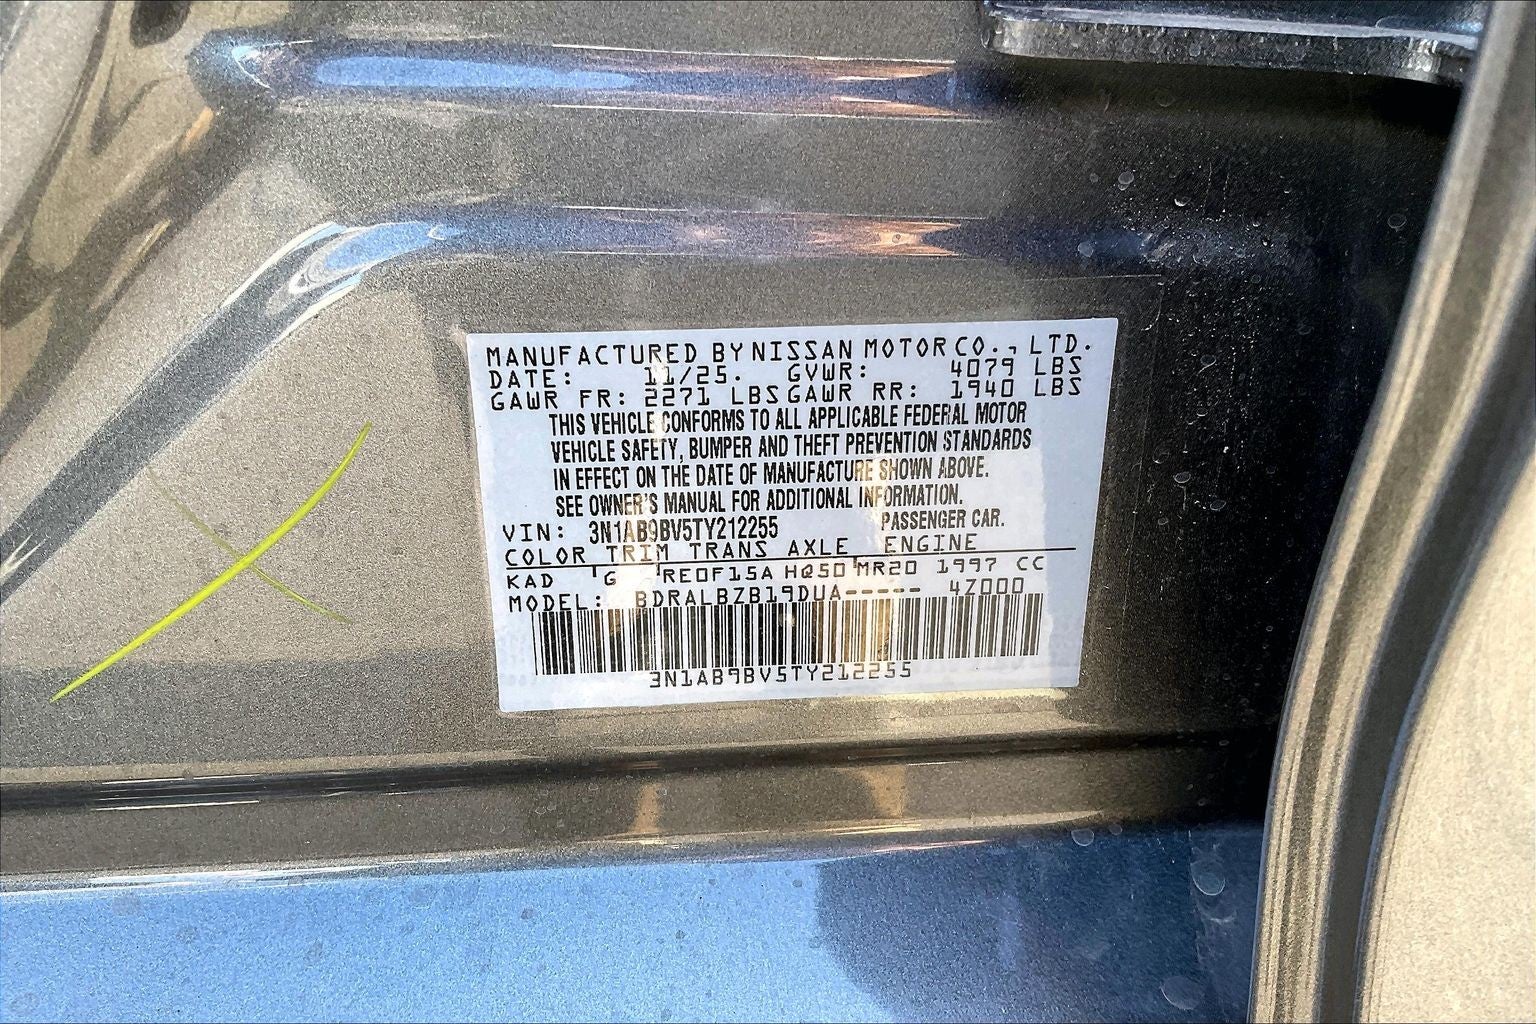 MANUFACTURED BY NISSAN MOTOR CO., LTD.
DATE: 11/25. GVWR: 4079 LBS
GAWR FR: 2271 LBS GAWR RR: 1940 LBS
THIS VEHICLE CONFORMS TO ALL APPLICABLE FEDERAL MOTOR
VEHICLE SAFETY, BUMPER AND THEFT PREVENTION STANDARDS
IN EFFECT ON THE DATE OF MANUFACTURE SHOWN ABOVE.
SEE OWNER'S MANUAL FOR ADDITIONAL INFORMATION.
VIN: 3N1AB9BV5TY212255 PASSENGER CAR.
COLOR TRIM TRANS AXLE ENGINE
KAD G RE0F15A HQ50 MR20 1997 CC
MODEL: BDRALBZB19DUA----- 4Z000
3N1AB9BV5TY212255